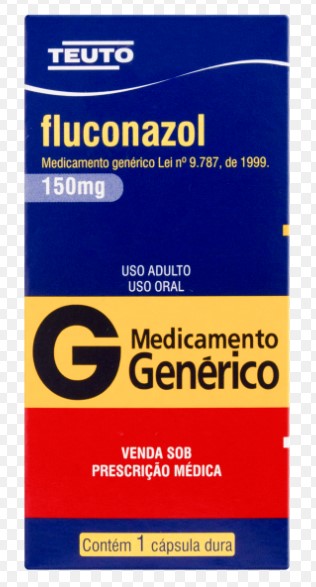 TEUTO
fluconazol
Medicamento genérico Lei nº 9.787, de 1999.
150mg
USO ADULTO
USO ORAL
G Medicamento
Genérico
VENDA SOB
PRESCRIÇÃO MÉDICA
Contém 1 cápsula dura